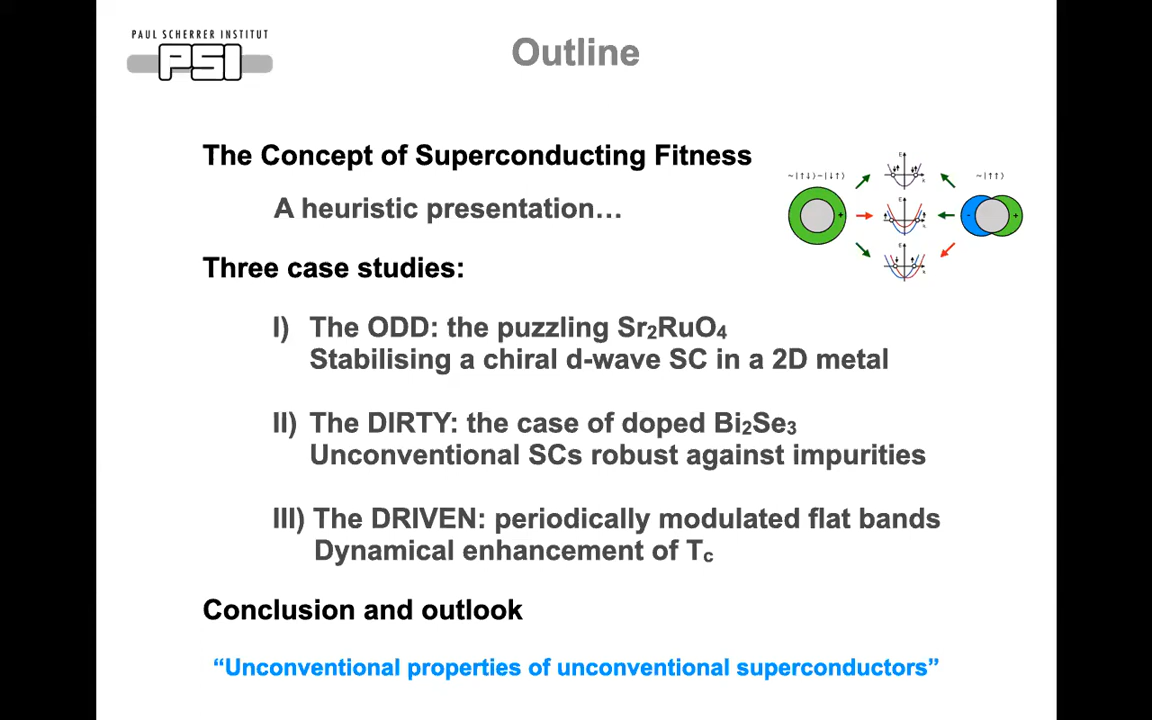 PAUL SCHERRER INSTITUT
PSI
Outline
The Concept of Superconducting Fitness
A heuristic presentation…
~|↑↓⟩-|↓↑⟩
~|↑↑⟩
E
k
+
E
k
-
+
E
k
Three case studies:
I) The ODD: the puzzling Sr₂RuO₄
Stabilising a chiral d-wave SC in a 2D metal
II) The DIRTY: the case of doped Bi₂Se₃
Unconventional SCs robust against impurities
III) The DRIVEN: periodically modulated flat bands
Dynamical enhancement of Tc
Conclusion and outlook
“Unconventional properties of unconventional superconductors”